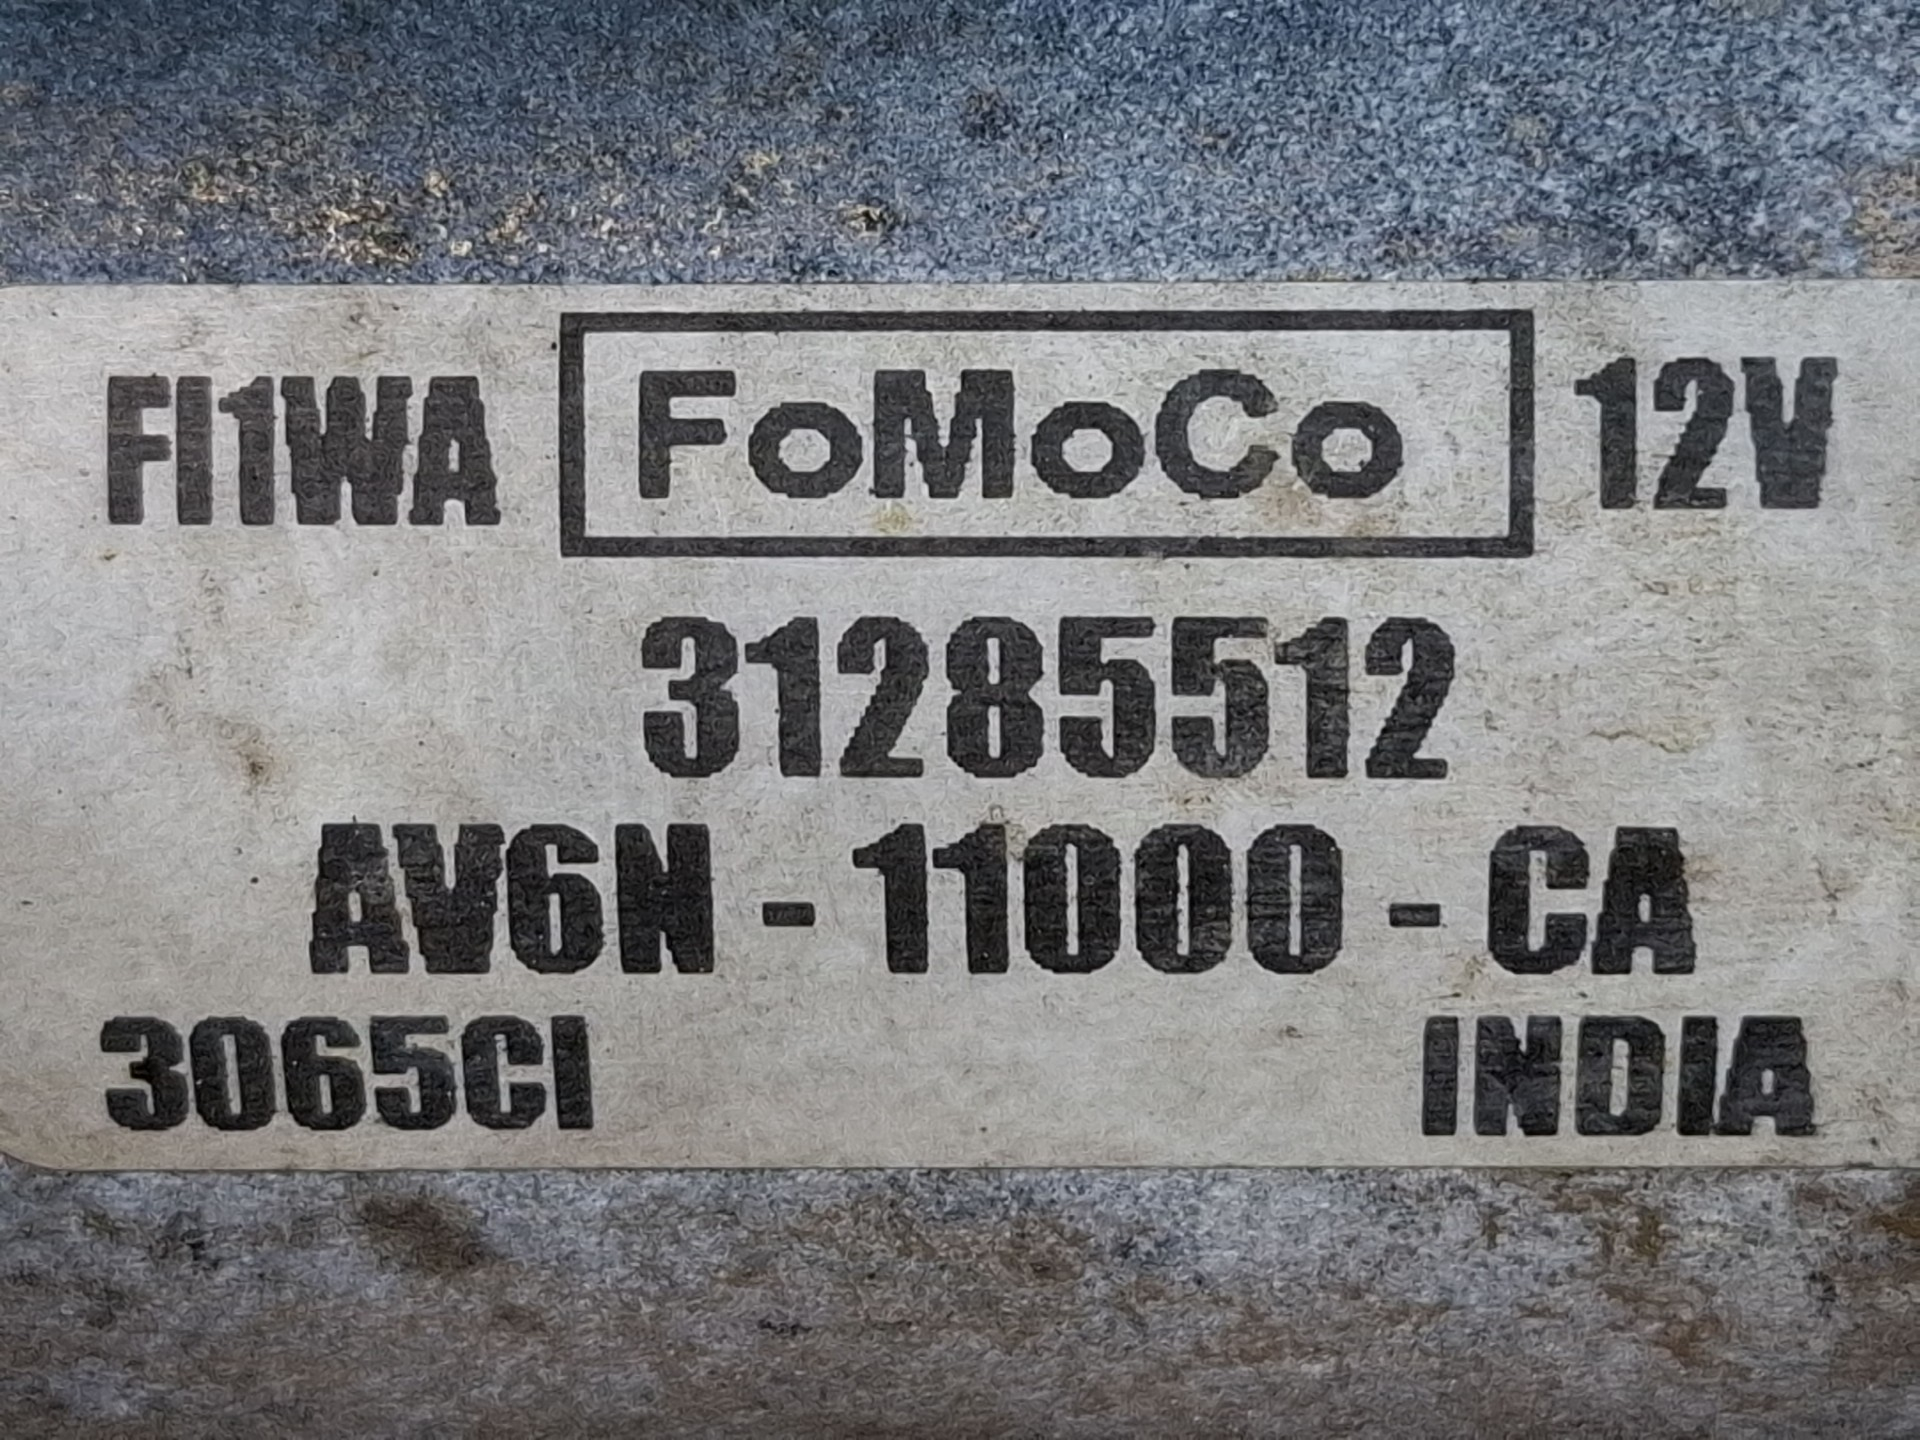 FI1WA FoMoCo 12V
31285512
AV6N-11000-CA
3065CI INDIA